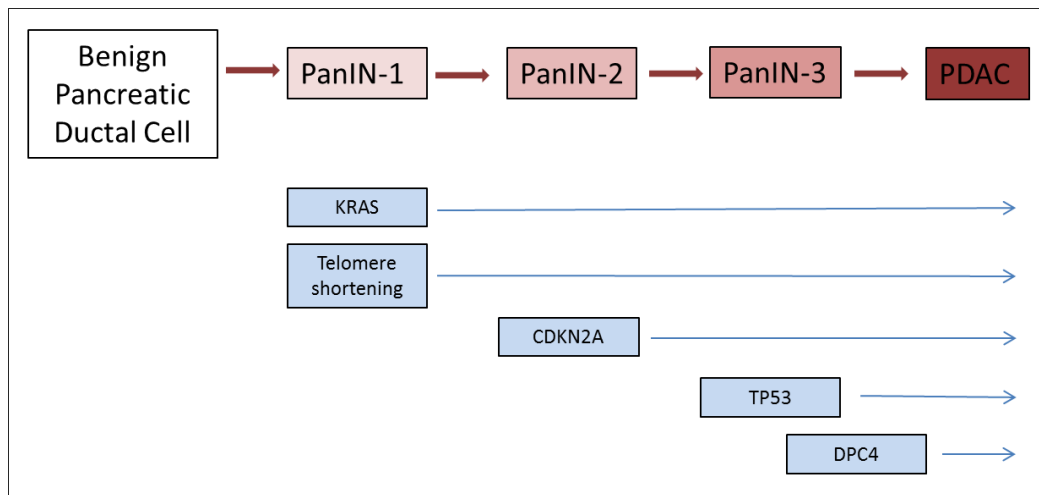 Benign
Pancreatic
Ductal Cell
PanIN-1
PanIN-2
PanIN-3
PDAC
KRAS
Telomere
shortening
CDKN2A
TP53
DPC4